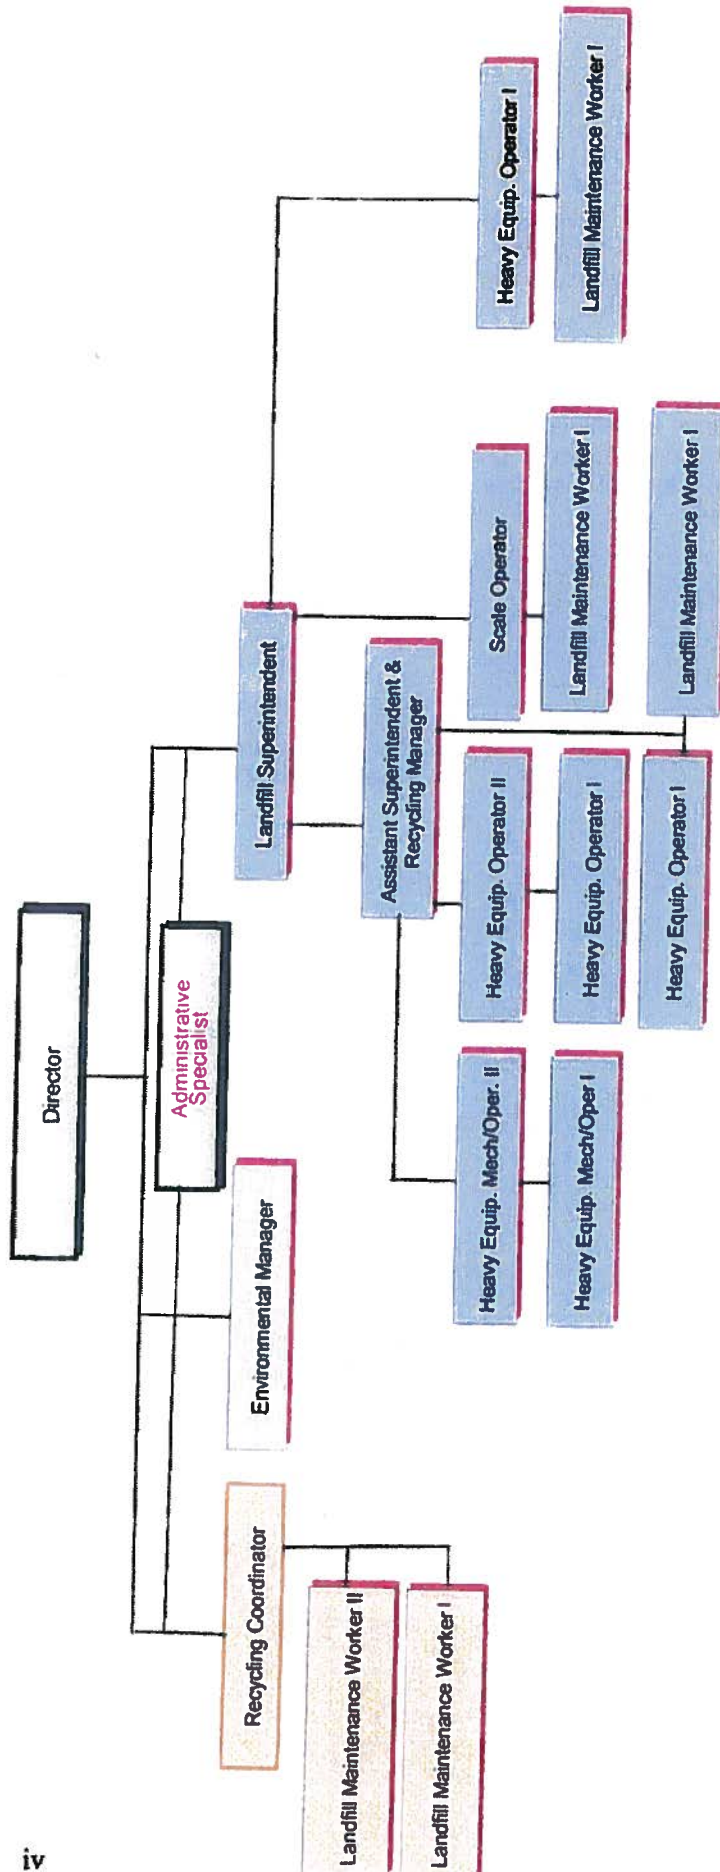 Director
Administrative
Specialist
Recycling Coordinator
Environmental Manager
Landfill Superintendent
Landfill Maintenance Worker II
Landfill Maintenance Worker I
Assistant Superintendent &
Recycling Manager
Heavy Equip. Mech/Oper. II
Heavy Equip. Mech/Oper I
Heavy Equip. Operator II
Heavy Equip. Operator I
Heavy Equip. Operator I
Landfill Maintenance Worker I
Scale Operator
Landfill Maintenance Worker I
Heavy Equip. Operator I
Landfill Maintenance Worker I
iv